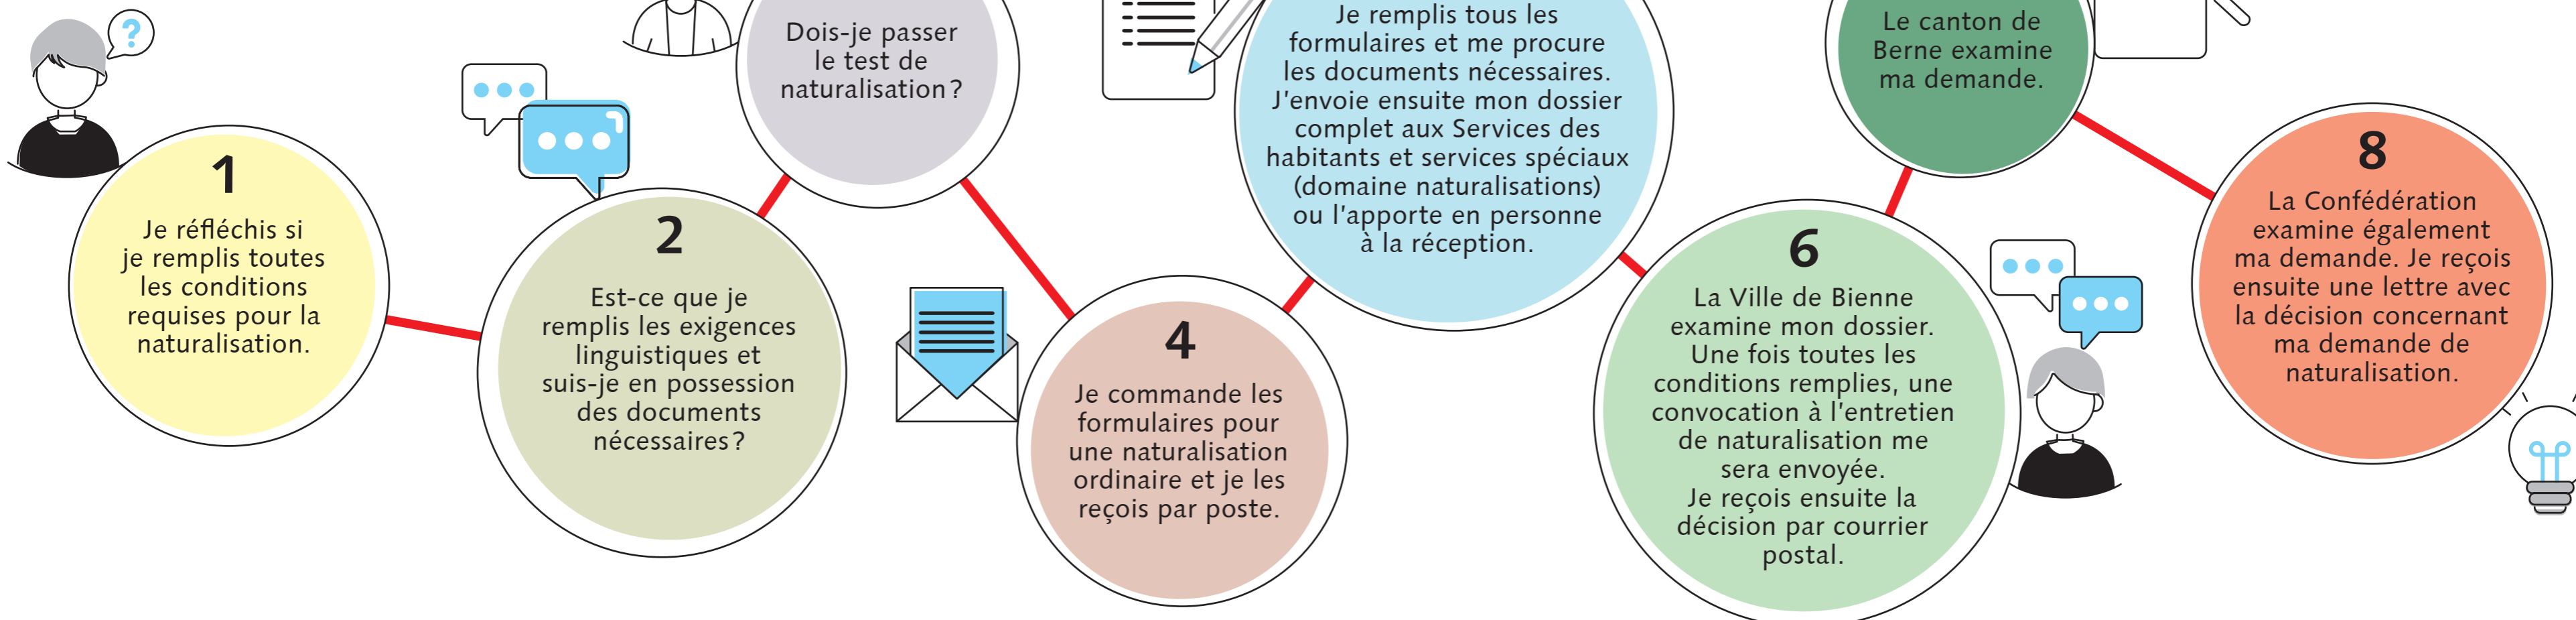 1
Je réfléchis si
je remplis toutes
les conditions
requises pour la
naturalisation.
2
Est-ce que je
remplis les exigences
linguistiques et
suis-je en possession
des documents
nécessaires?
Dois-je passer
le test de
naturalisation?
4
Je commande les
formulaires pour
une naturalisation
ordinaire et je les
reçois par poste.
Je remplis tous les
formulaires et me procure
les documents nécessaires.
J'envoie ensuite mon dossier
complet aux Services des
habitants et services spéciaux
(domaine naturalisations)
ou l'apporte en personne
à la réception.
6
La Ville de Bienne
examine mon dossier.
Une fois toutes les
conditions remplies, une
convocation à l'entretien
de naturalisation me
sera envoyée.
Je reçois ensuite la
décision par courrier
postal.
Le canton de
Berne examine
ma demande.
8
La Confédération
examine également
ma demande. Je reçois
ensuite une lettre avec
la décision concernant
ma demande de
naturalisation.
?